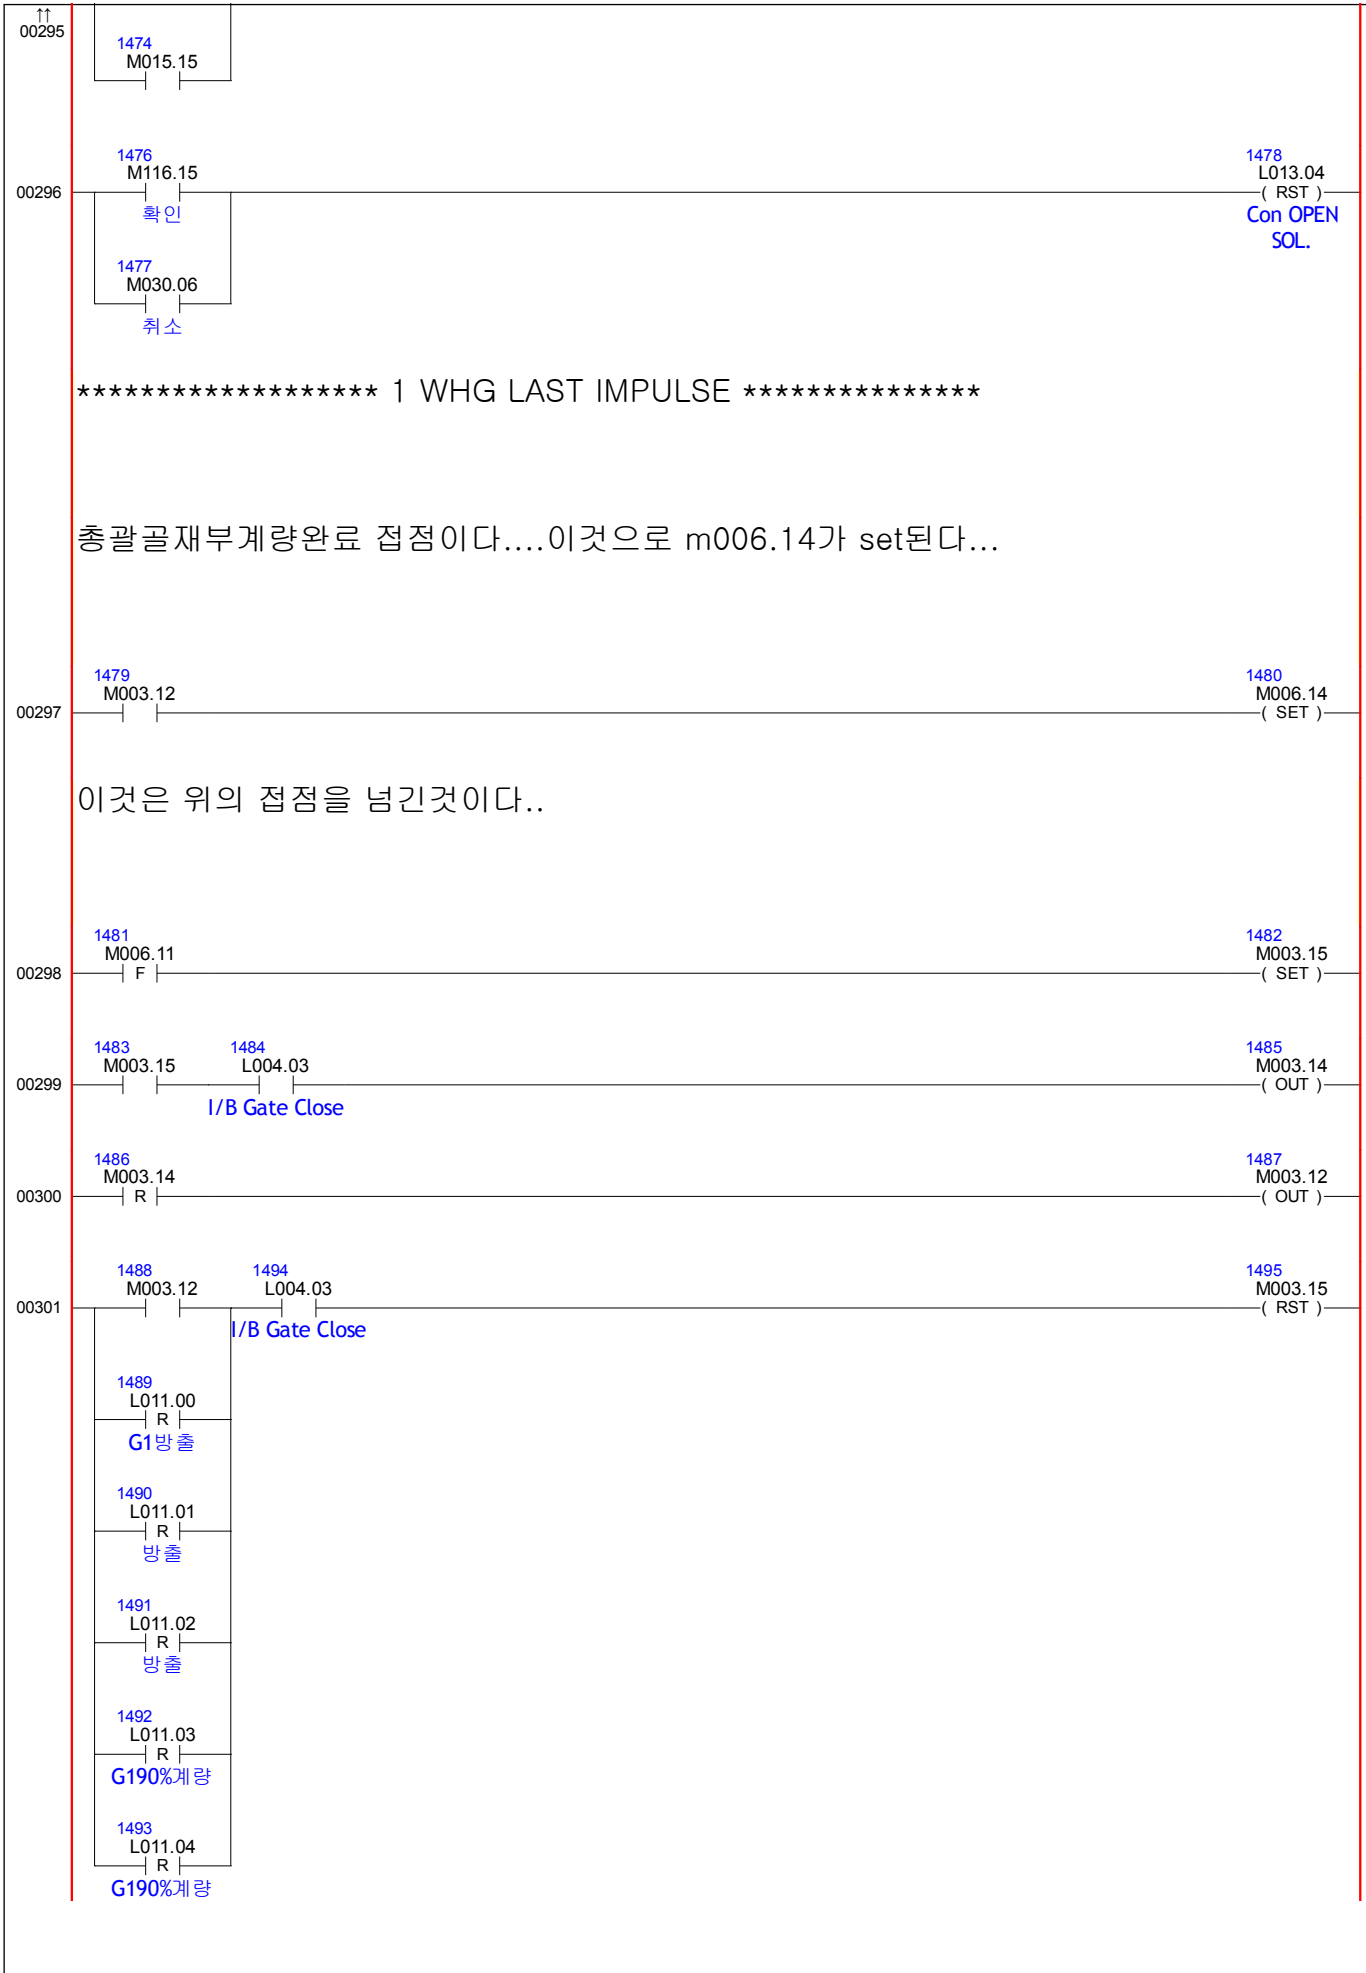 ↑↑
00295
1474
M015.15
1476
M116.15
1478
L013.04
00296
( RST )
확인
Con OPEN
SOL.
1477
M030.06
취소
******************* 1 WHG LAST IMPULSE ***************
총괄골재부계량완료 접점이다....이것으로 m006.14가 set된다...
1479
M003.12
1480
M006.14
00297
( SET )
이것은 위의 접점을 넘긴것이다..
1481
M006.11
1482
M003.15
00298
F
( SET )
1483
M003.15
1484
L004.03
1485
M003.14
00299
( OUT )
I/B Gate Close
1486
M003.14
1487
M003.12
00300
R
( OUT )
1488
M003.12
1494
L004.03
1495
M003.15
00301
( RST )
I/B Gate Close
1489
L011.00
R
G1방출
1490
L011.01
R
방출
1491
L011.02
R
방출
1492
L011.03
R
G190%계량
1493
L011.04
R
G190%계량